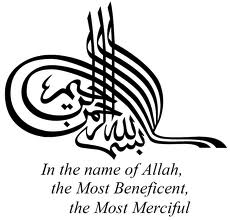 بسم الله الرحمن الرحيم
In the name of Allah,
the Most Beneficent,
the Most Merciful